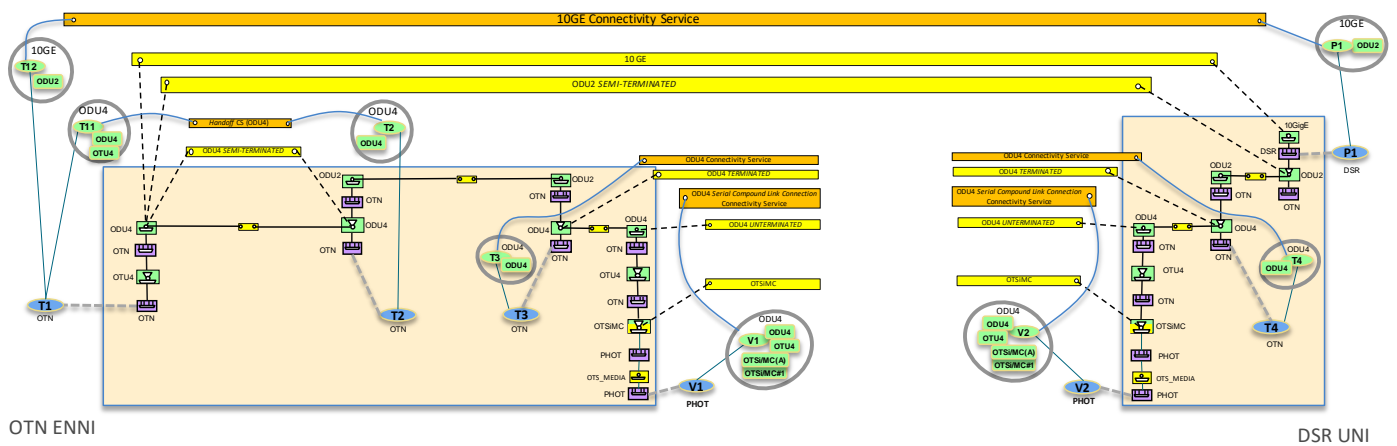 10GE Connectivity Service
10GE
T12
ODU2
10GE
P1
ODU2
10 GE
ODU2 SEMI-TERMINATED
ODU4
T11
ODU4
OTU4
Handoff CS (ODU4)
ODU4
T2
ODU4
ODU4 SEMI-TERMINATED
10GigE
DSR
P1
DSR
ODU4 Connectivity Service
ODU4 TERMINATED
ODU4 Serial Compound Link Connection
Connectivity Service
ODU4 UNTERMINATED
OTSiMC
ODU4 Connectivity Service
ODU4 TERMINATED
ODU4 Serial Compound Link Connection
Connectivity Service
ODU4 UNTERMINATED
OTSiMC
ODU2
OTN
ODU4
OTN
ODU2
OTN
ODU4
OTN
ODU4
OTN
OTU4
OTN
ODU4
OTN
OTU4
OTN
OTSiMC
PHOT
OTS_MEDIA
PHOT
ODU4
T3
ODU4
T1
OTN
T2
OTN
T3
OTN
ODU4
V1
ODU4
OTU4
OTSi/MC(A)
OTSi/MC#1
V1
PHOT
ODU4
ODU4
OTU4
V2
OTSi/MC(A)
OTSi/MC#1
V2
PHOT
ODU2
OTN
ODU2
OTN
ODU4
OTN
ODU4
OTN
OTU4
OTN
OTSiMC
PHOT
OTS_MEDIA
PHOT
ODU4
T4
ODU4
T4
OTN
OTN ENNI
DSR UNI